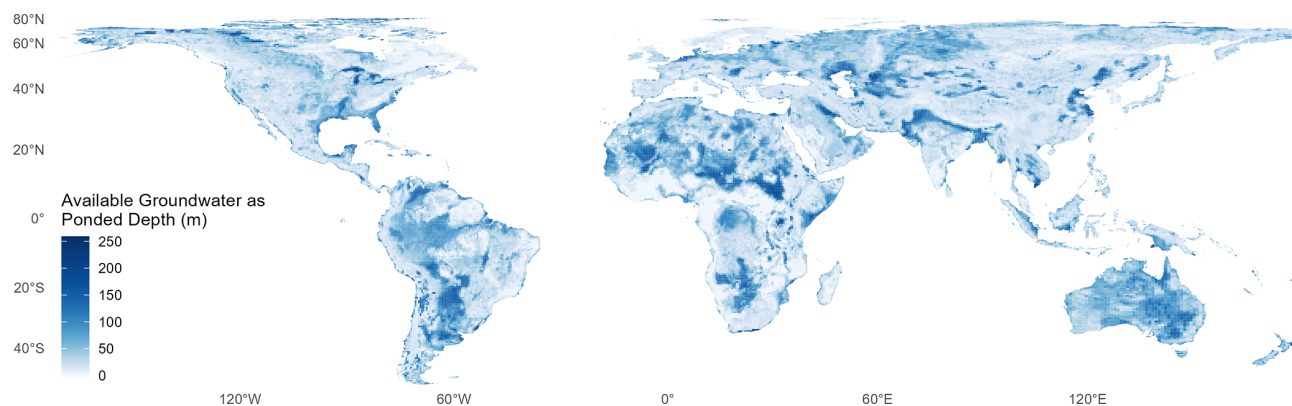 80°N
60°N
40°N
20°N
0°
20°S
40°S
Available Groundwater as
Ponded Depth (m)
250
200
150
100
50
0
120°W 60°W 0° 60°E 120°E